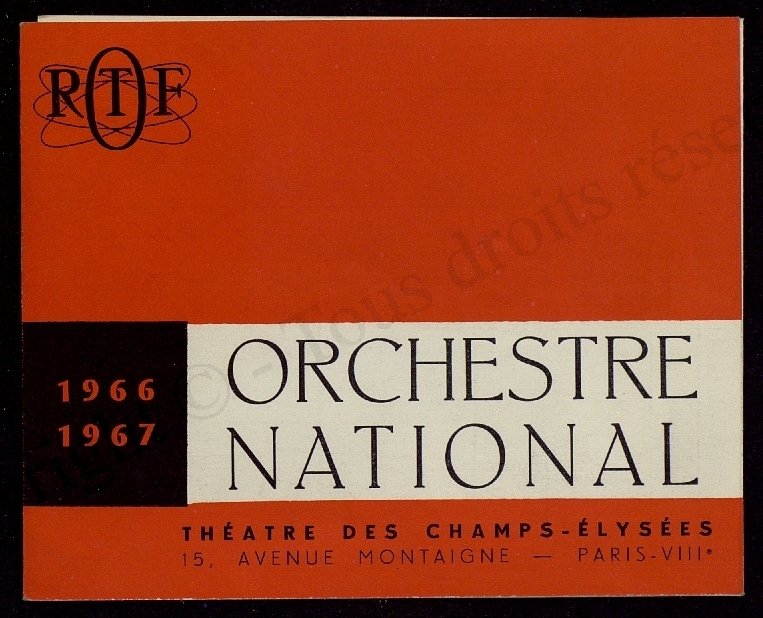 RTF
1966
1967
ORCHESTRE
NATIONAL
THÉATRE DES CHAMPS-ÉLYSÉES
15, AVENUE MONTAIGNE — PARIS-VIIIe
© - Tous droits rése